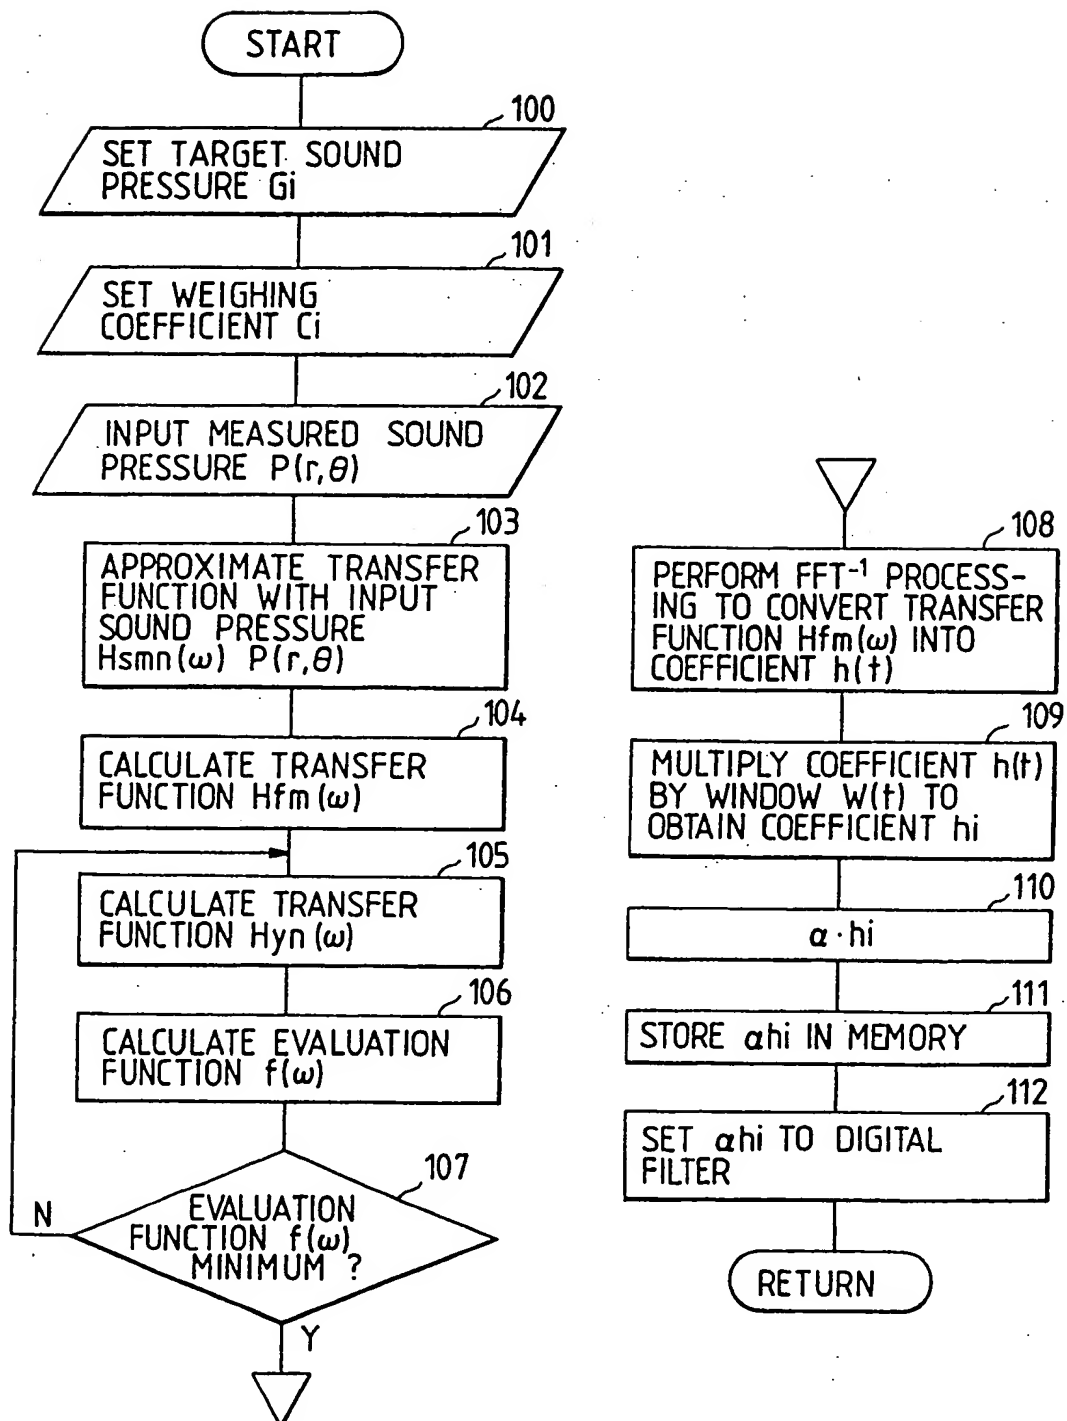 START
100
SET TARGET SOUND
PRESSURE Gi
101
SET WEIGHING
COEFFICIENT Ci
102
INPUT MEASURED SOUND
PRESSURE P(r,θ)
103
APPROXIMATE TRANSFER
FUNCTION WITH INPUT
SOUND PRESSURE
Hsmn(ω) P(r,θ)
104
CALCULATE TRANSFER
FUNCTION Hfm(ω)
105
CALCULATE TRANSFER
FUNCTION Hyn(ω)
106
CALCULATE EVALUATION
FUNCTION f(ω)
107
EVALUATION
FUNCTION f(ω)
MINIMUM ?
N
Y
108
PERFORM FFT⁻¹ PROCESS-
ING TO CONVERT TRANSFER
FUNCTION Hfm(ω) INTO
COEFFICIENT h(t)
109
MULTIPLY COEFFICIENT h(t)
BY WINDOW W(t) TO
OBTAIN COEFFICIENT hi
110
α·hi
111
STORE αhi IN MEMORY
112
SET αhi TO DIGITAL
FILTER
RETURN